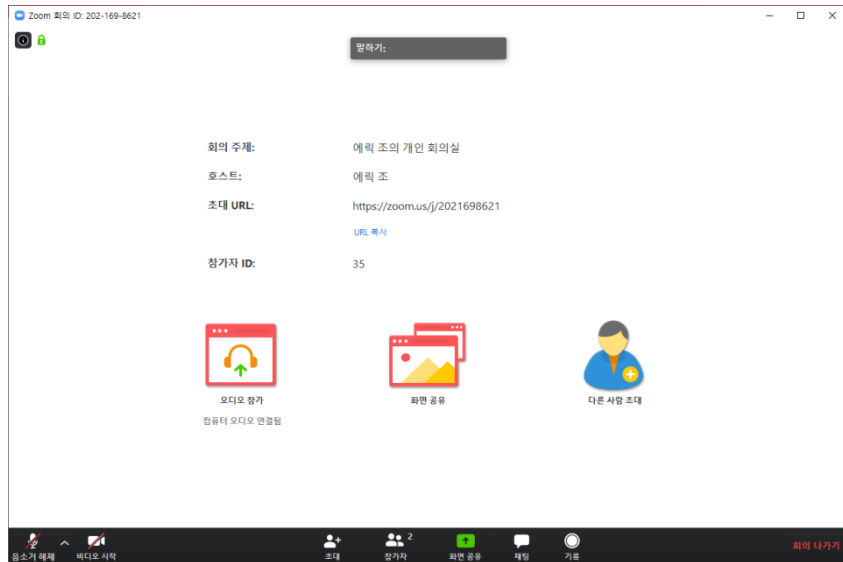 Zoom 회의 ID: 202-169-8621
말하기:
회의 주제: 에릭 조의 개인 회의실
호스트: 에릭 조
초대 URL: https://zoom.us/j/2021698621
URL 복사
참가자 ID: 35
오디오 참가 화면 공유 다른 사람 초대
컴퓨터 오디오 연결됨
음소거 해제 비디오 시작 초대 참가자 2 화면 공유 채팅 기록 회의 나가기